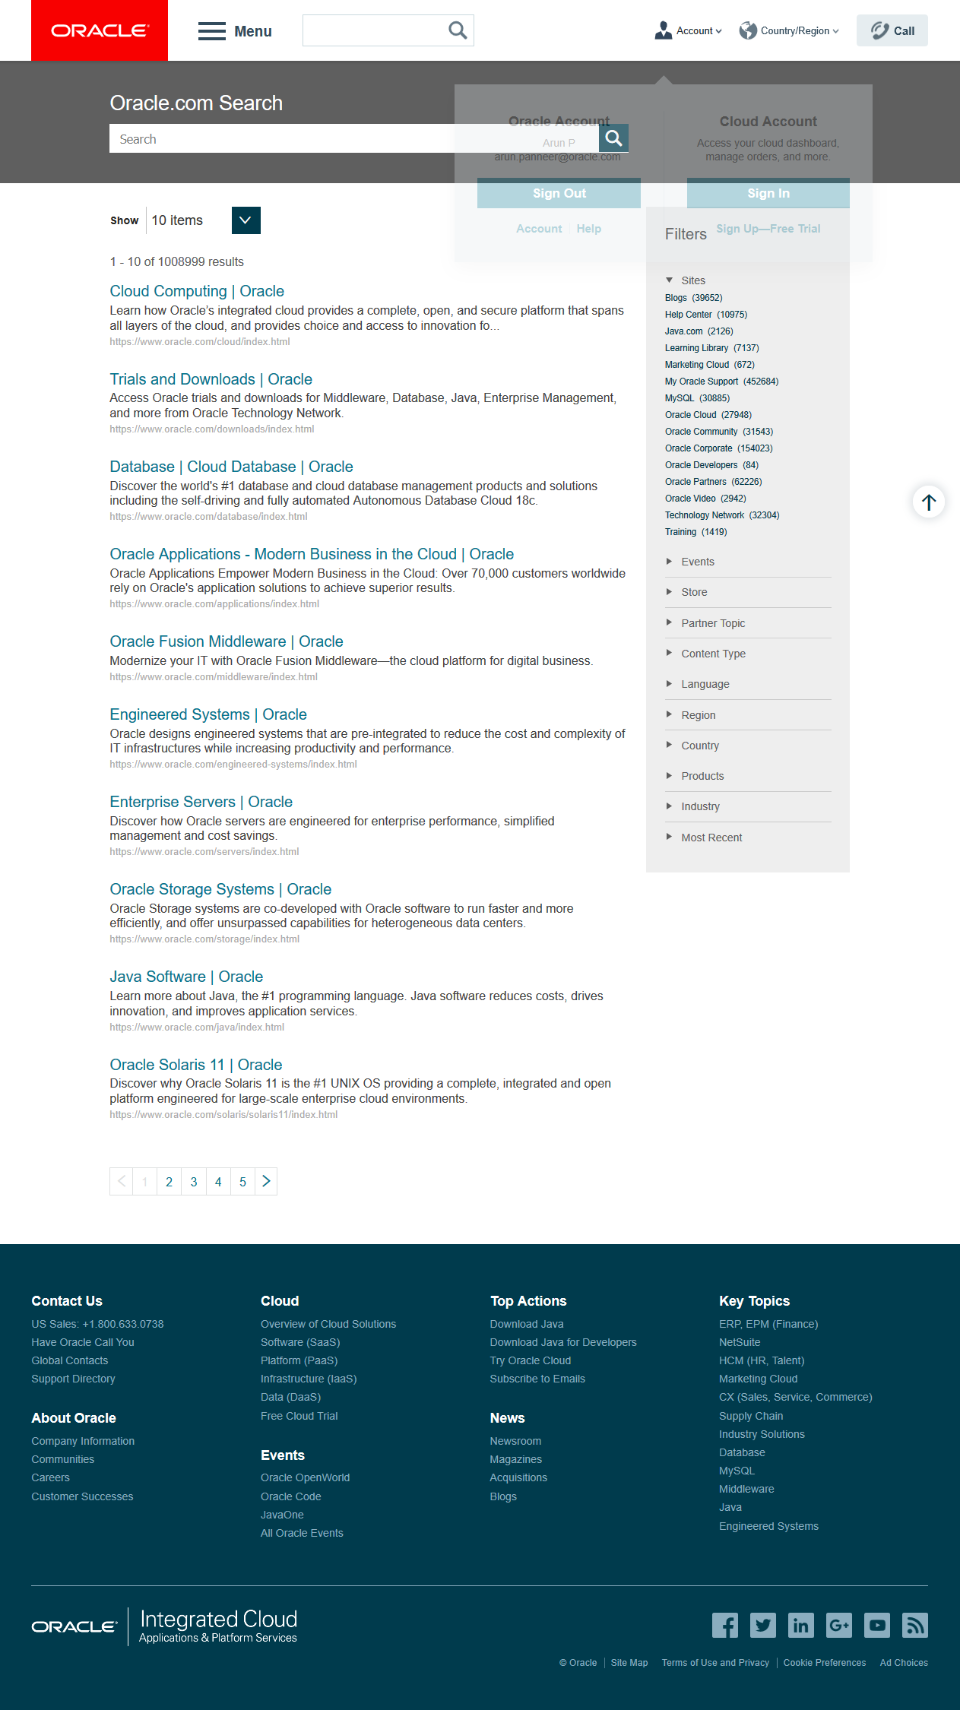 ORACLE
Menu
Account
Country/Region
Call
Oracle.com Search
Search
Oracle Account
Arun P
arun.panneer@oracle.com
Sign Out
Account
Help
Cloud Account
Access your cloud dashboard,
manage orders, and more.
Sign In
Sign Up—Free Trial
Show
10 items
1 - 10 of 1008999 results
Cloud Computing | Oracle
Learn how Oracle's integrated cloud provides a complete, open, and secure platform that spans
all layers of the cloud, and provides choice and access to innovation fo...
https://www.oracle.com/cloud/index.html
Trials and Downloads | Oracle
Access Oracle trials and downloads for Middleware, Database, Java, Enterprise Management,
and more from Oracle Technology Network.
https://www.oracle.com/downloads/index.html
Database | Cloud Database | Oracle
Discover the world's #1 database and cloud database management products and solutions
including the self-driving and fully automated Autonomous Database Cloud 18c.
https://www.oracle.com/database/index.html
Oracle Applications - Modern Business in the Cloud | Oracle
Oracle Applications Empower Modern Business in the Cloud: Over 70,000 customers worldwide
rely on Oracle's application solutions to achieve superior results.
https://www.oracle.com/applications/index.html
Oracle Fusion Middleware | Oracle
Modernize your IT with Oracle Fusion Middleware—the cloud platform for digital business.
https://www.oracle.com/middleware/index.html
Engineered Systems | Oracle
Oracle designs engineered systems that are pre-integrated to reduce the cost and complexity of
IT infrastructures while increasing productivity and performance.
https://www.oracle.com/engineered-systems/index.html
Enterprise Servers | Oracle
Discover how Oracle servers are engineered for enterprise performance, simplified
management and cost savings.
https://www.oracle.com/servers/index.html
Oracle Storage Systems | Oracle
Oracle Storage systems are co-developed with Oracle software to run faster and more
efficiently, and offer unsurpassed capabilities for heterogeneous data centers.
https://www.oracle.com/storage/index.html
Java Software | Oracle
Learn more about Java, the #1 programming language. Java software reduces costs, drives
innovation, and improves application services.
https://www.oracle.com/java/index.html
Oracle Solaris 11 | Oracle
Discover why Oracle Solaris 11 is the #1 UNIX OS providing a complete, integrated and open
platform engineered for large-scale enterprise cloud environments.
https://www.oracle.com/solaris/solaris11/index.html
1 2 3 4 5
Filters
Sites
Blogs (39652)
Help Center (10975)
Java.com (2126)
Learning Library (7137)
Marketing Cloud (672)
My Oracle Support (452684)
MySQL (30885)
Oracle Cloud (27948)
Oracle Community (31543)
Oracle Corporate (154023)
Oracle Developers (84)
Oracle Partners (62226)
Oracle Video (2942)
Technology Network (32304)
Training (1419)
Events
Store
Partner Topic
Content Type
Language
Region
Country
Products
Industry
Most Recent
Contact Us
US Sales: +1.800.633.0738
Have Oracle Call You
Global Contacts
Support Directory
About Oracle
Company Information
Communities
Careers
Customer Successes
Cloud
Overview of Cloud Solutions
Software (SaaS)
Platform (PaaS)
Infrastructure (IaaS)
Data (DaaS)
Free Cloud Trial
Events
Oracle OpenWorld
Oracle Code
JavaOne
All Oracle Events
Top Actions
Download Java
Download Java for Developers
Try Oracle Cloud
Subscribe to Emails
News
Newsroom
Magazines
Acquisitions
Blogs
Key Topics
ERP, EPM (Finance)
NetSuite
HCM (HR, Talent)
Marketing Cloud
CX (Sales, Service, Commerce)
Supply Chain
Industry Solutions
Database
MySQL
Middleware
Java
Engineered Systems
ORACLE
Integrated Cloud
Applications & Platform Services
© Oracle | Site Map Terms of Use and Privacy | Cookie Preferences Ad Choices